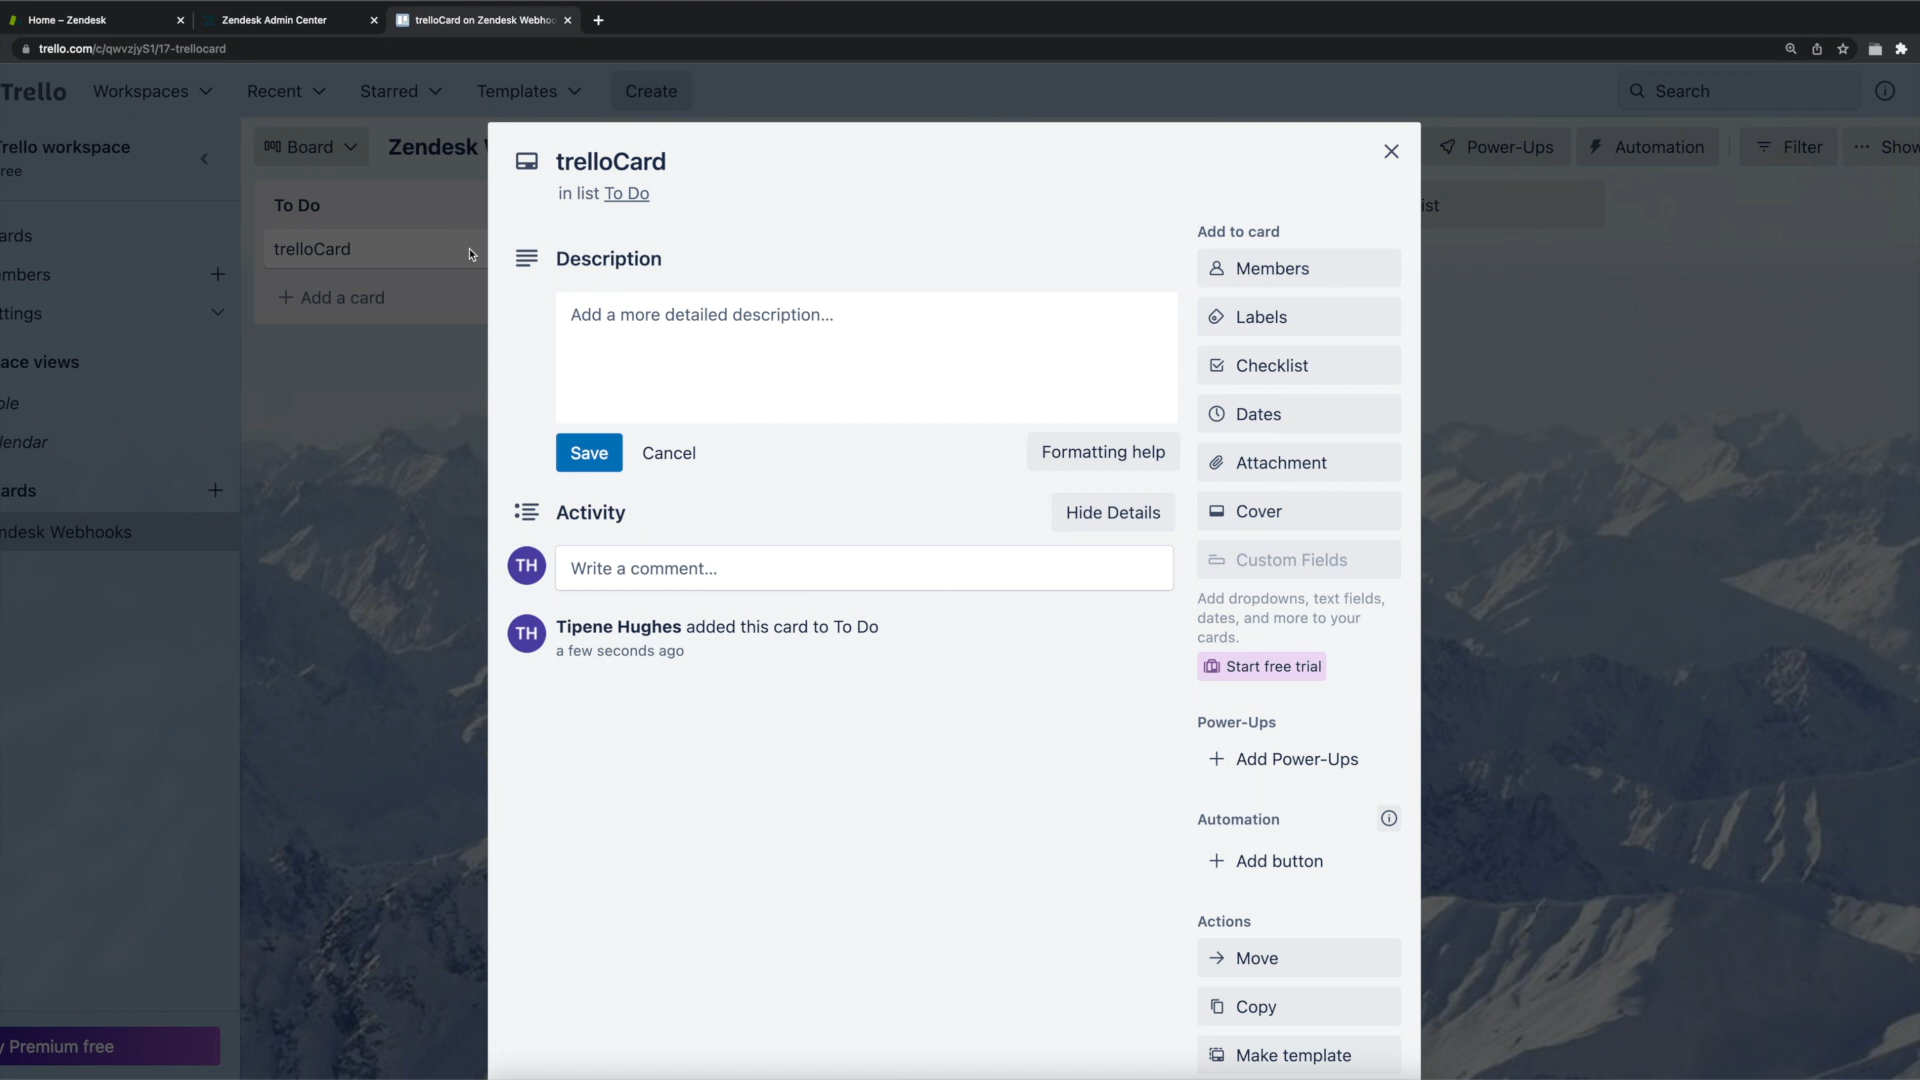 Home – Zendesk
Zendesk Admin Center
trelloCard on Zendesk Webhoo
trello.com/c/qwvzjyS1/17-trellocard
Trello
Workspaces
Recent
Starred
Templates
Create
Search
Trello workspace
ree
ards
mbers
ttings
ace views
ble
lendar
ards
ndesk Webhooks
y Premium free
Board
Zendesk W
Power-Ups
Automation
Filter
Show
To Do
trelloCard
+ Add a card
ist
trelloCard
in list To Do
Description
Add a more detailed description...
Save
Cancel
Formatting help
Activity
Hide Details
TH
Write a comment...
TH
Tipene Hughes added this card to To Do
a few seconds ago
Add to card
Members
Labels
Checklist
Dates
Attachment
Cover
Custom Fields
Add dropdowns, text fields,
dates, and more to your
cards.
Start free trial
Power-Ups
+ Add Power-Ups
Automation
+ Add button
Actions
Move
Copy
Make template